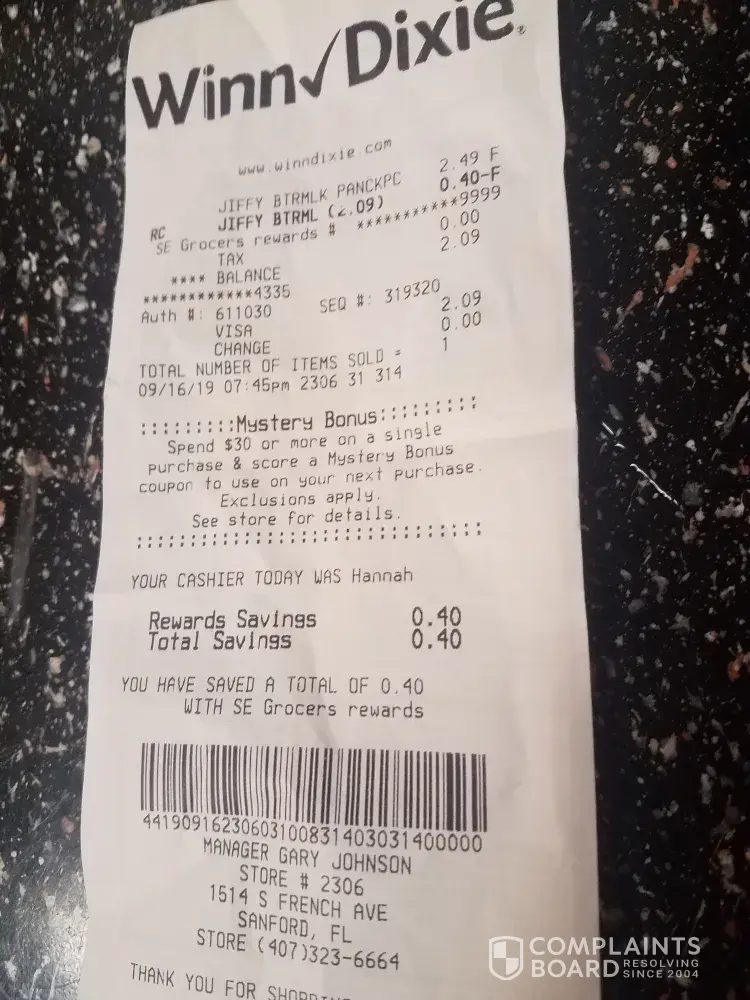 Winn✓Dixie®
www.winndixie.com
JIFFY BTRMLK PANCKPC 2.49 F
RC JIFFY BTRML (2.09) 0.40-F
SE Grocers rewards # ***********9999
TAX 0.00
**** BALANCE 2.09
************4335
Auth #: 611030 SEQ #: 319320
VISA 2.09
CHANGE 0.00
TOTAL NUMBER OF ITEMS SOLD = 1
09/16/19 07:45pm 2306 31 314
:::::::::Mystery Bonus:::::::::
Spend $30 or more on a single
purchase & score a Mystery Bonus
coupon to use on your next purchase.
Exclusions apply.
See store for details.
::::::::::::::::::::::::::::::::
YOUR CASHIER TODAY WAS Hannah
Rewards Savings 0.40
Total Savings 0.40
YOU HAVE SAVED A TOTAL OF 0.40
WITH SE Grocers rewards
44190916230603100831403031400000
MANAGER GARY JOHNSON
STORE # 2306
1514 S FRENCH AVE
SANFORD, FL
STORE (407)323-6664
THANK YOU FOR SHOPPING
COMPLAINTS
BOARD RESOLVING SINCE 2004